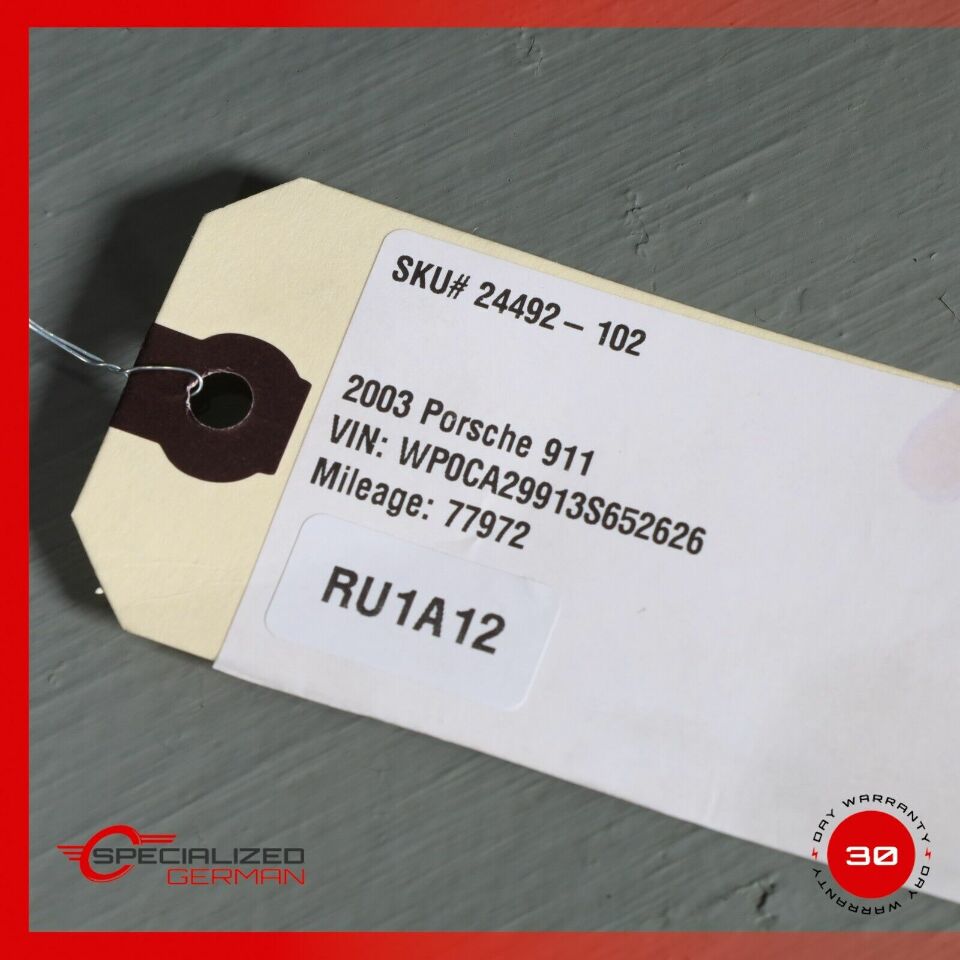 SKU# 24492- 102
2003 Porsche 911
VIN: WP0CA29913S652626
Mileage: 77972
RU1A12
SPECIALIZED
GERMAN
DAY WARRANTY
30
DAY WARRANTY